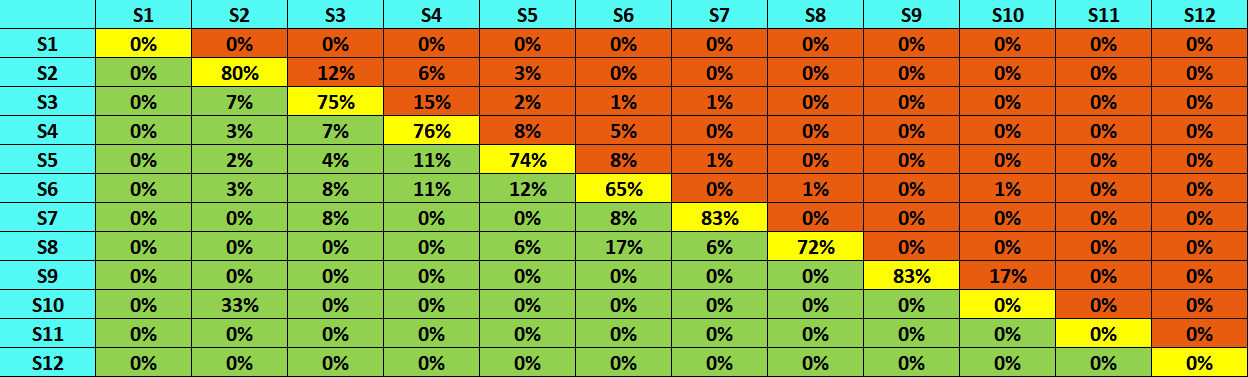 S1 S2 S3 S4 S5 S6 S7 S8 S9 S10 S11 S12
S1 0% 0% 0% 0% 0% 0% 0% 0% 0% 0% 0% 0%
S2 0% 80% 12% 6% 3% 0% 0% 0% 0% 0% 0% 0%
S3 0% 7% 75% 15% 2% 1% 1% 0% 0% 0% 0% 0%
S4 0% 3% 7% 76% 8% 5% 0% 0% 0% 0% 0% 0%
S5 0% 2% 4% 11% 74% 8% 1% 0% 0% 0% 0% 0%
S6 0% 3% 8% 11% 12% 65% 0% 1% 0% 1% 0% 0%
S7 0% 0% 8% 0% 0% 8% 83% 0% 0% 0% 0% 0%
S8 0% 0% 0% 0% 6% 17% 6% 72% 0% 0% 0% 0%
S9 0% 0% 0% 0% 0% 0% 0% 0% 83% 17% 0% 0%
S10 0% 33% 0% 0% 0% 0% 0% 0% 0% 0% 0% 0%
S11 0% 0% 0% 0% 0% 0% 0% 0% 0% 0% 0% 0%
S12 0% 0% 0% 0% 0% 0% 0% 0% 0% 0% 0% 0%